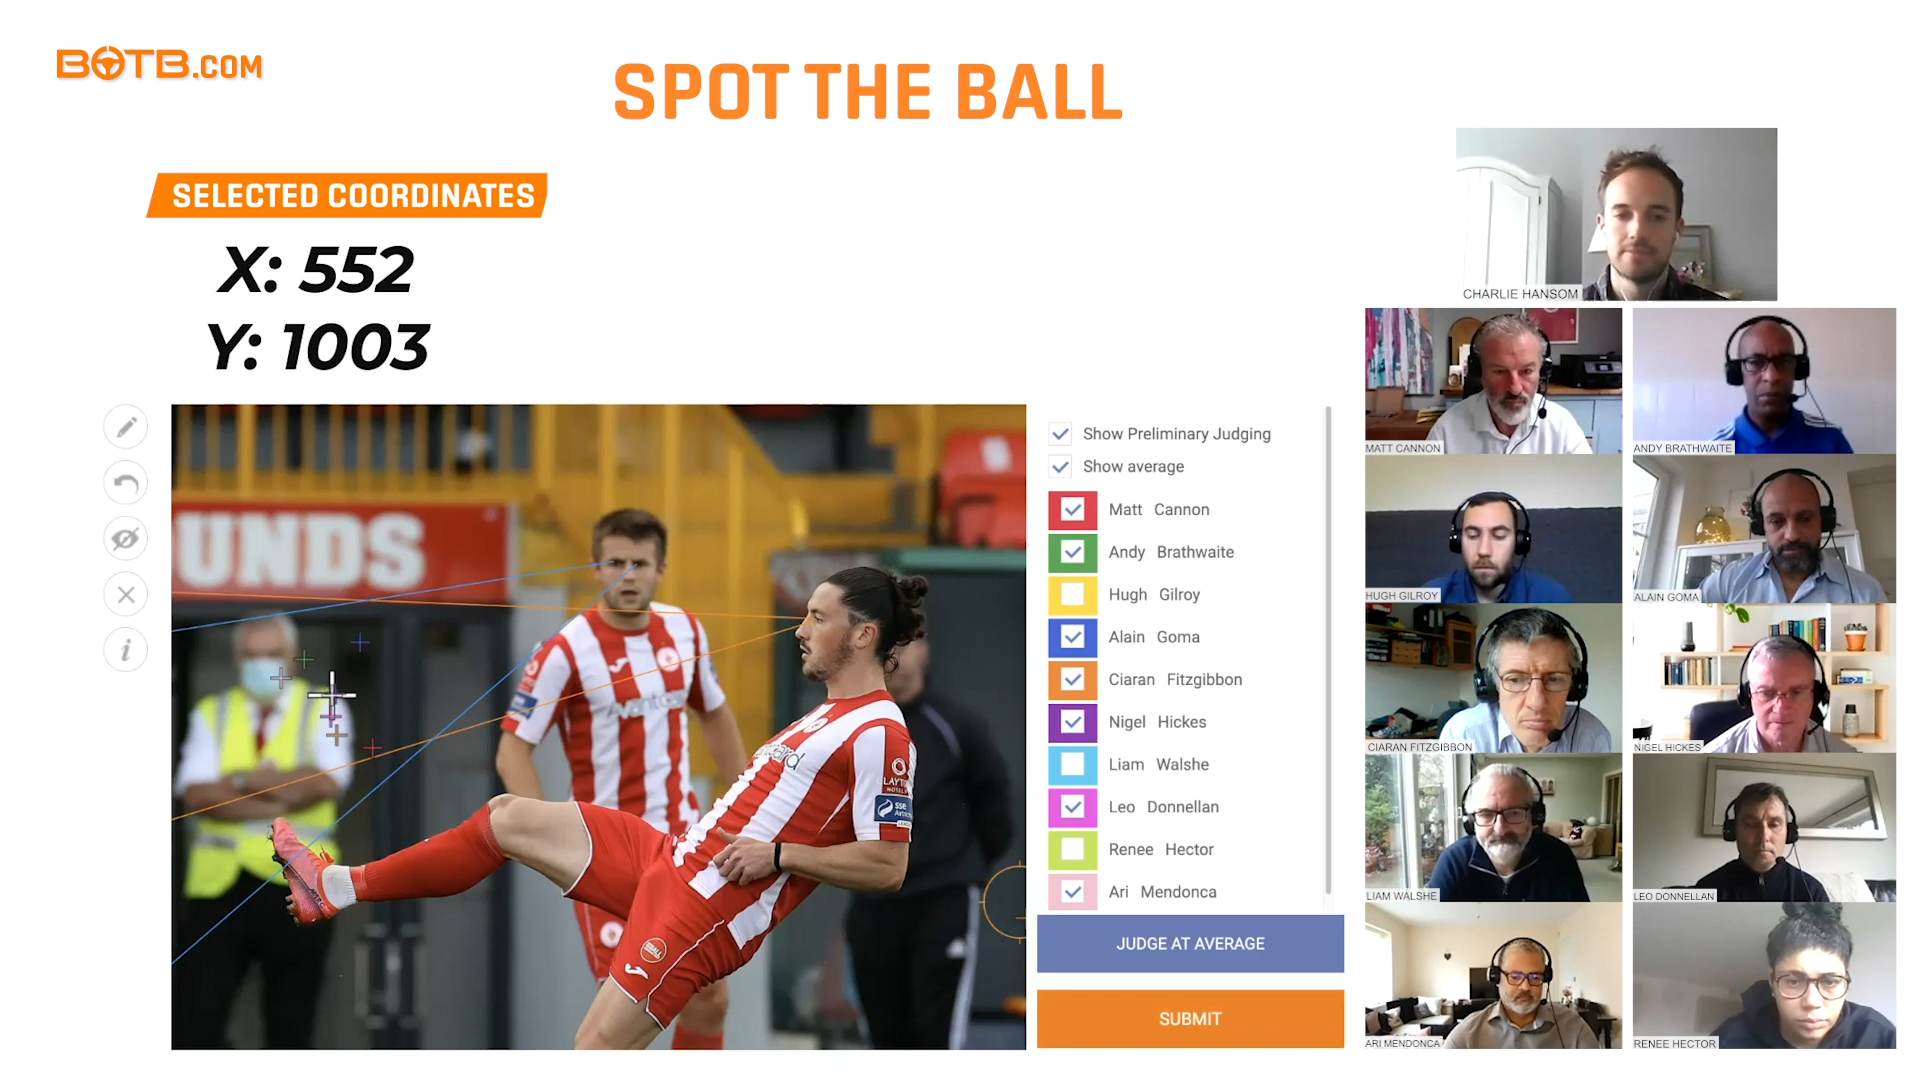 BOTB.COM
SPOT THE BALL
SELECTED COORDINATES
X: 552
Y: 1003
CHARLIE HANSOM
MATT CANNON
ANDY BRATHWAITE
HUGH GILROY
ALAIN GOMA
CIARAN FITZGIBBON
NIGEL HICKES
LIAM WALSHE
LEO DONNELLAN
ARI MENDONCA
RENEE HECTOR
Show Preliminary Judging
Show average
Matt Cannon
Andy Brathwaite
Hugh Gilroy
Alain Goma
Ciaran Fitzgibbon
Nigel Hickes
Liam Walshe
Leo Donnellan
Renee Hector
Ari Mendonca
JUDGE AT AVERAGE
SUBMIT
i
UNDS
sse